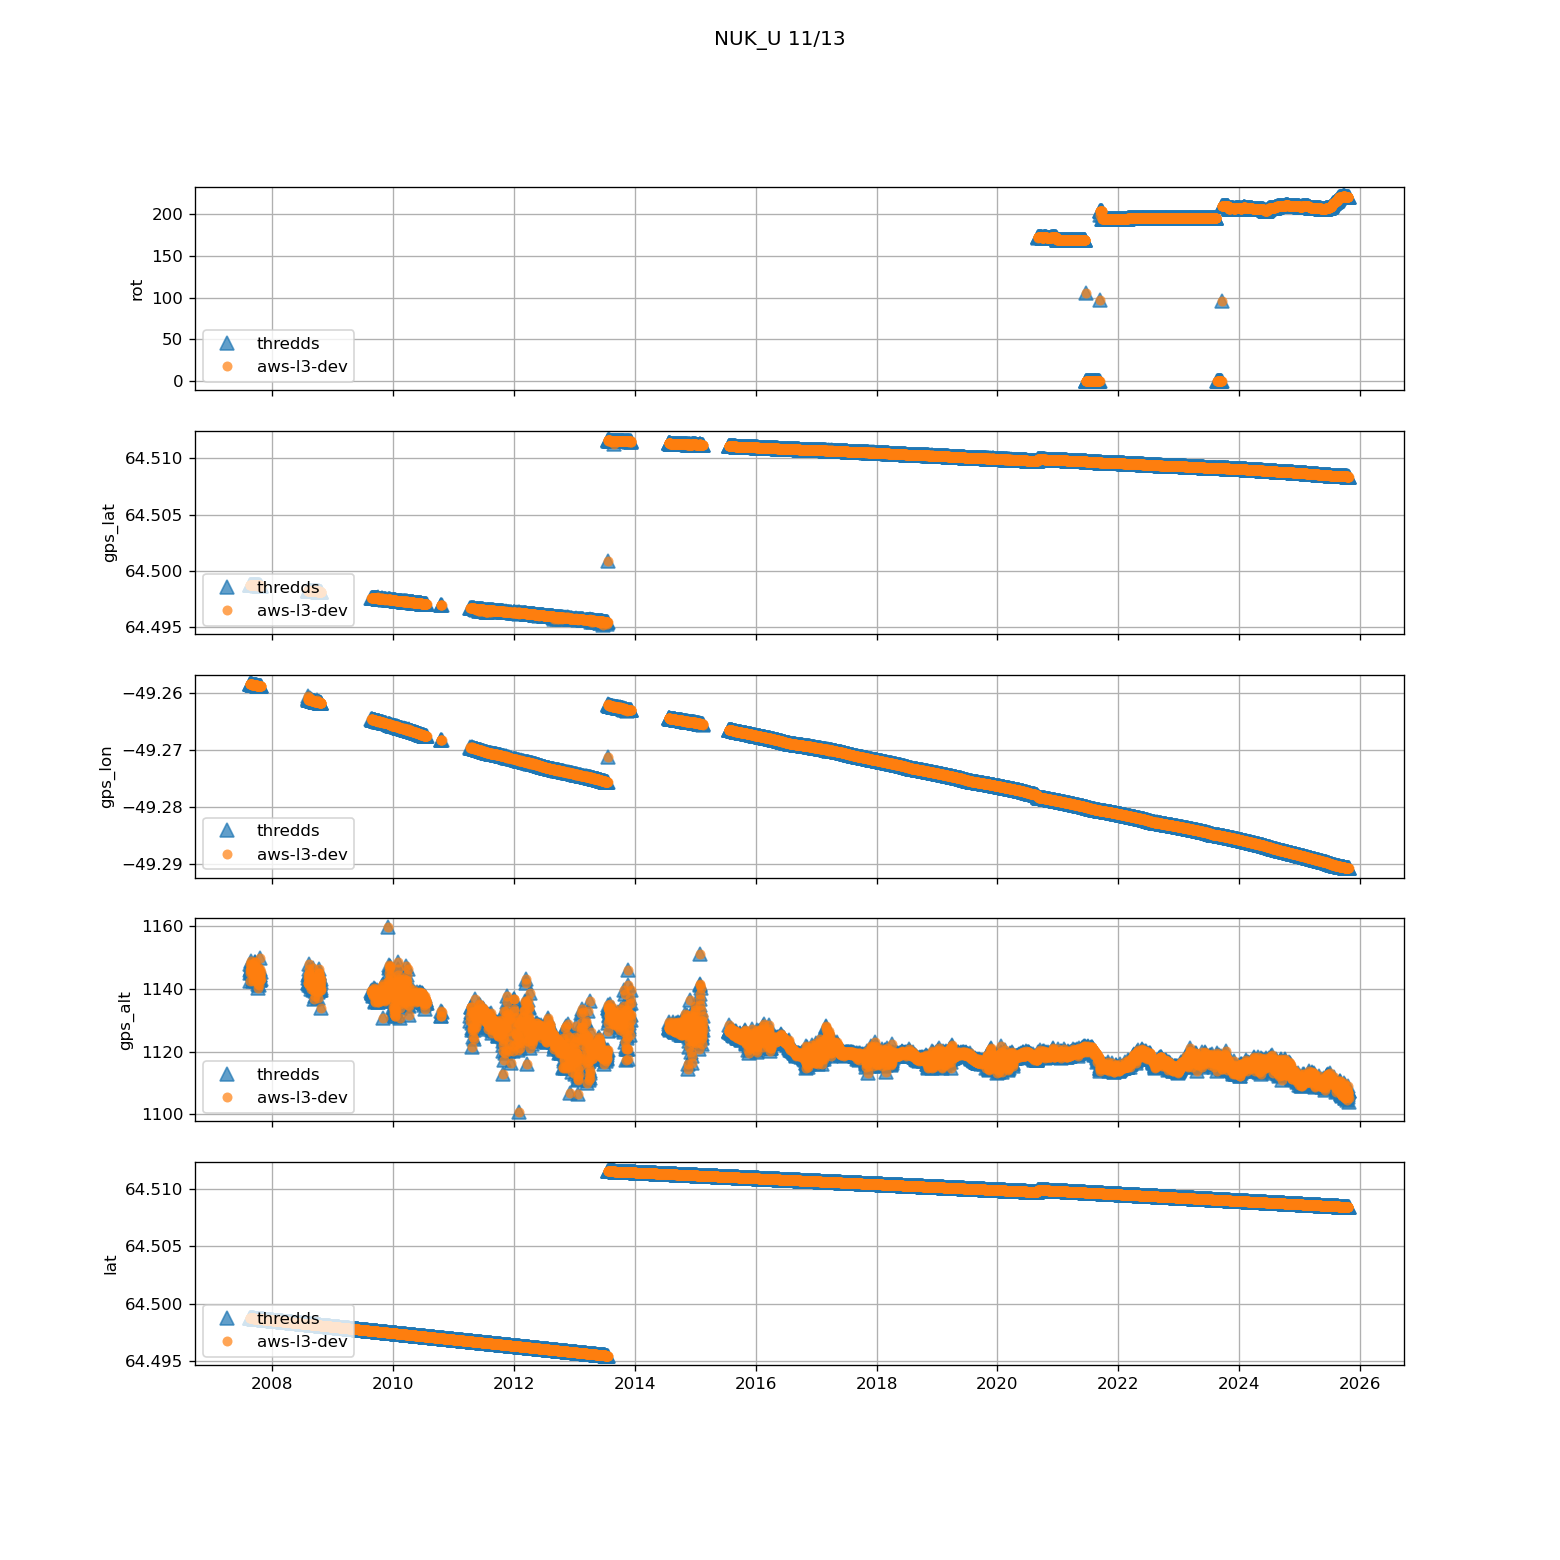 NUK_U 11/13
200
150
100
50
0
rot
thredds
aws-l3-dev
64.510
64.505
64.500
64.495
gps_lat
thredds
aws-l3-dev
−49.26
−49.27
−49.28
−49.29
gps_lon
thredds
aws-l3-dev
1160
1140
1120
1100
gps_alt
thredds
aws-l3-dev
64.510
64.505
64.500
64.495
lat
thredds
aws-l3-dev
2008 2010 2012 2014 2016 2018 2020 2022 2024 2026